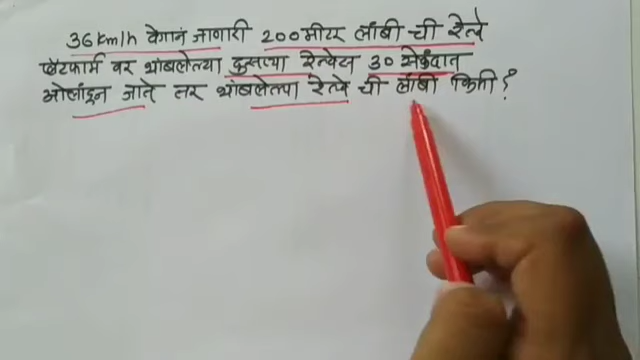 36 km/h वेगानं जाणारी 200 मीटर लांबी ची रेल्वे
प्लॅटफार्म वर थांबलेल्या दुसऱ्या रेल्वेला 30 सेकंदात
ओलांडून जाते तर थांबलेल्या रेल्वे ची लांबी किती?